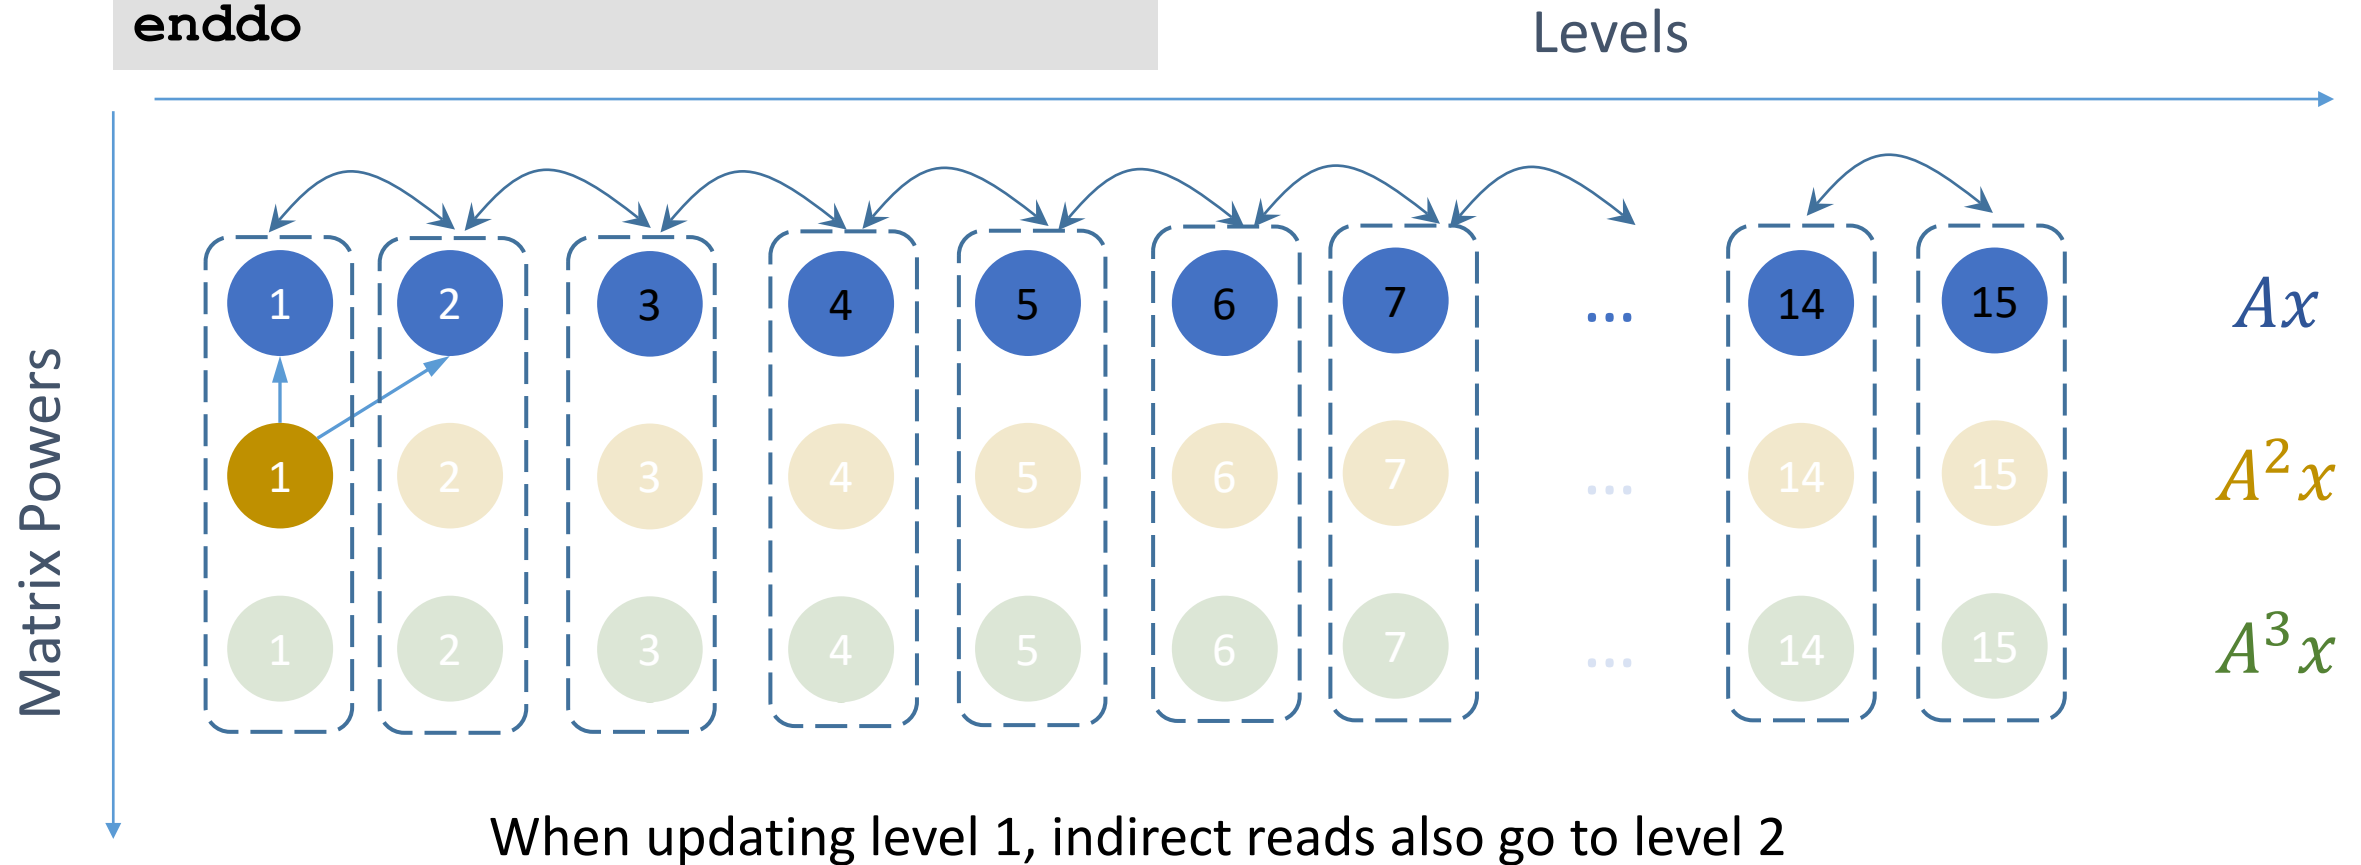 enddo
Levels
Matrix Powers
1 2 3 4 5 6 7 ... 14 15 Ax
1 2 3 4 5 6 7 ... 14 15 A²x
1 2 3 4 5 6 7 ... 14 15 A³x
When updating level 1, indirect reads also go to level 2